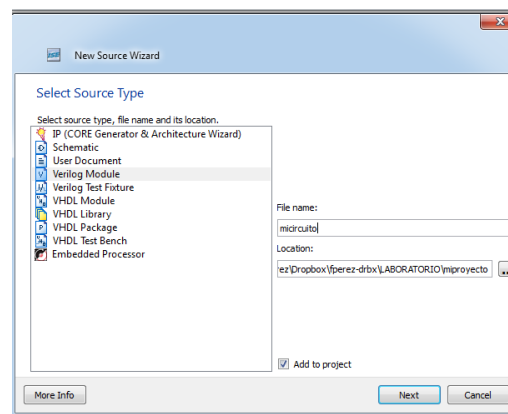 New Source Wizard
Select Source Type
Select source type, file name and its location.
IP (CORE Generator & Architecture Wizard)
Schematic
User Document
Verilog Module
Verilog Test Fixture
VHDL Module
VHDL Library
VHDL Package
VHDL Test Bench
Embedded Processor
File name:
micircuito
Location:
ez\Dropbox\fperez-drbx\LABORATORIO\miproyecto
...
Add to project
More Info
Next
Cancel